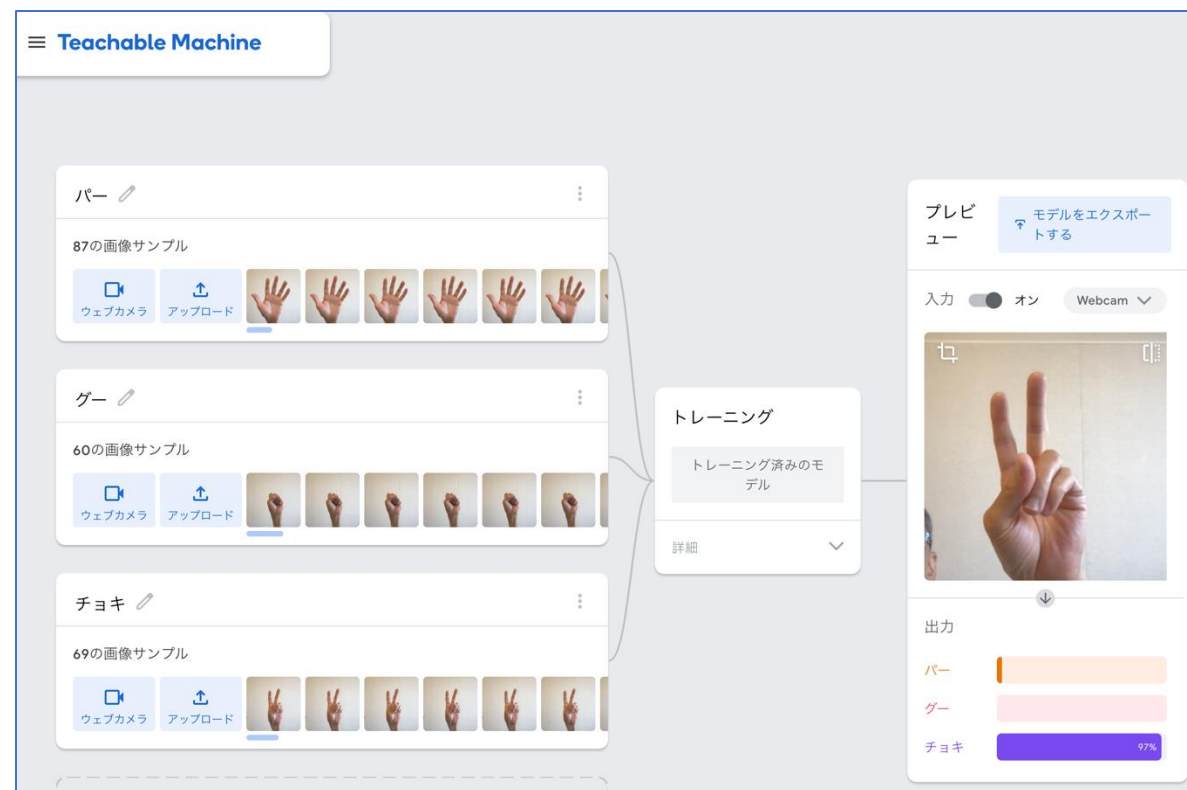 Teachable Machine
パー
87の画像サンプル
ウェブカメラ
アップロード
グー
60の画像サンプル
ウェブカメラ
アップロード
チョキ
69の画像サンプル
ウェブカメラ
アップロード
トレーニング
トレーニング済みのモ
デル
詳細
プレビ
ュー
モデルをエクスポー
トする
入力
オン
Webcam
出力
パー
グー
チョキ
97%